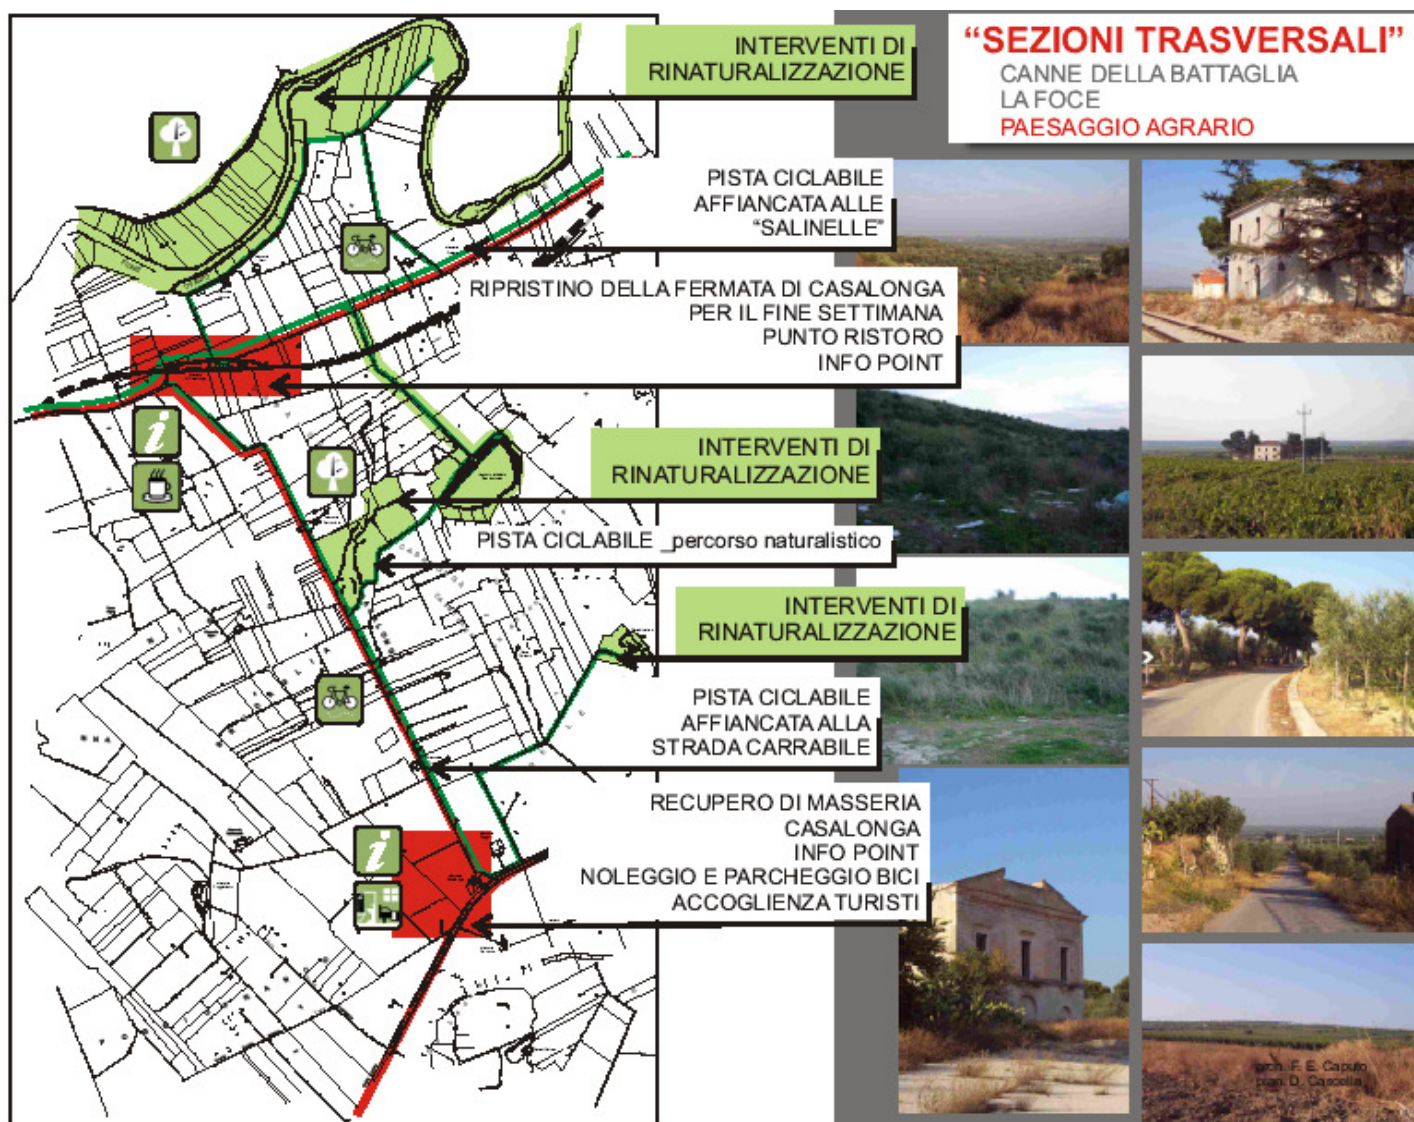 "SEZIONI TRASVERSALI"
CANNE DELLA BATTAGLIA
LA FOCE
PAESAGGIO AGRARIO
INTERVENTI DI
RINATURALIZZAZIONE
PISTA CICLABILE
AFFIANCATA ALLE
"SALINELLE"
RIPRISTINO DELLA FERMATA DI CASALONGA
PER IL FINE SETTIMANA
PUNTO RISTORO
INFO POINT
INTERVENTI DI
RINATURALIZZAZIONE
PISTA CICLABILE _percorso naturalistico
INTERVENTI DI
RINATURALIZZAZIONE
PISTA CICLABILE
AFFIANCATA ALLA
STRADA CARRABILE
RECUPERO DI MASSERIA
CASALONGA
INFO POINT
NOLEGGIO E PARCHEGGIO BICI
ACCOGLIENZA TURISTI
i
i
F. E. Caputo
D. Cascella